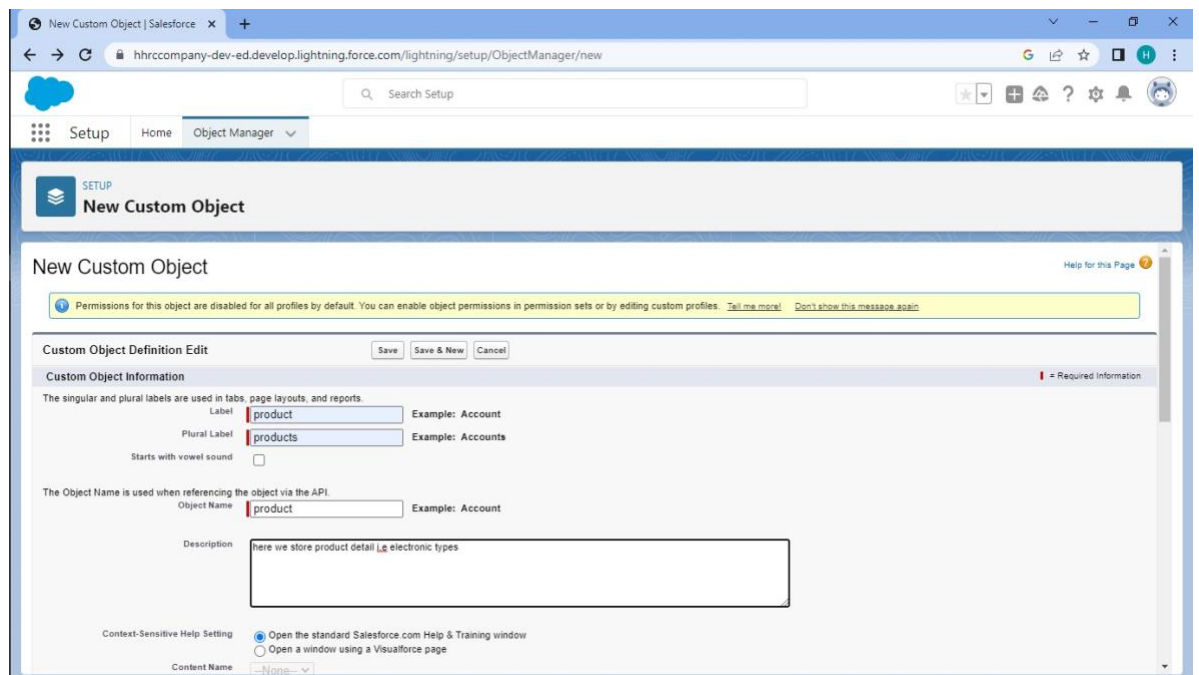 New Custom Object | Salesforce
hhrccompany-dev-ed.develop.lightning.force.com/lightning/setup/ObjectManager/new
G
H
Search Setup
Setup Home Object Manager
SETUP
New Custom Object
New Custom Object
Help for this Page
Permissions for this object are disabled for all profiles by default. You can enable object permissions in permission sets or by editing custom profiles. Tell me more! Don't show this message again
Custom Object Definition Edit Save Save & New Cancel
Custom Object Information = Required Information
The singular and plural labels are used in tabs, page layouts, and reports.
Label product Example: Account
Plural Label products Example: Accounts
Starts with vowel sound
The Object Name is used when referencing the object via the API.
Object Name product Example: Account
Description here we store product detail i.e electronic types
Context-Sensitive Help Setting Open the standard Salesforce.com Help & Training window
Open a window using a Visualforce page
Content Name --None--